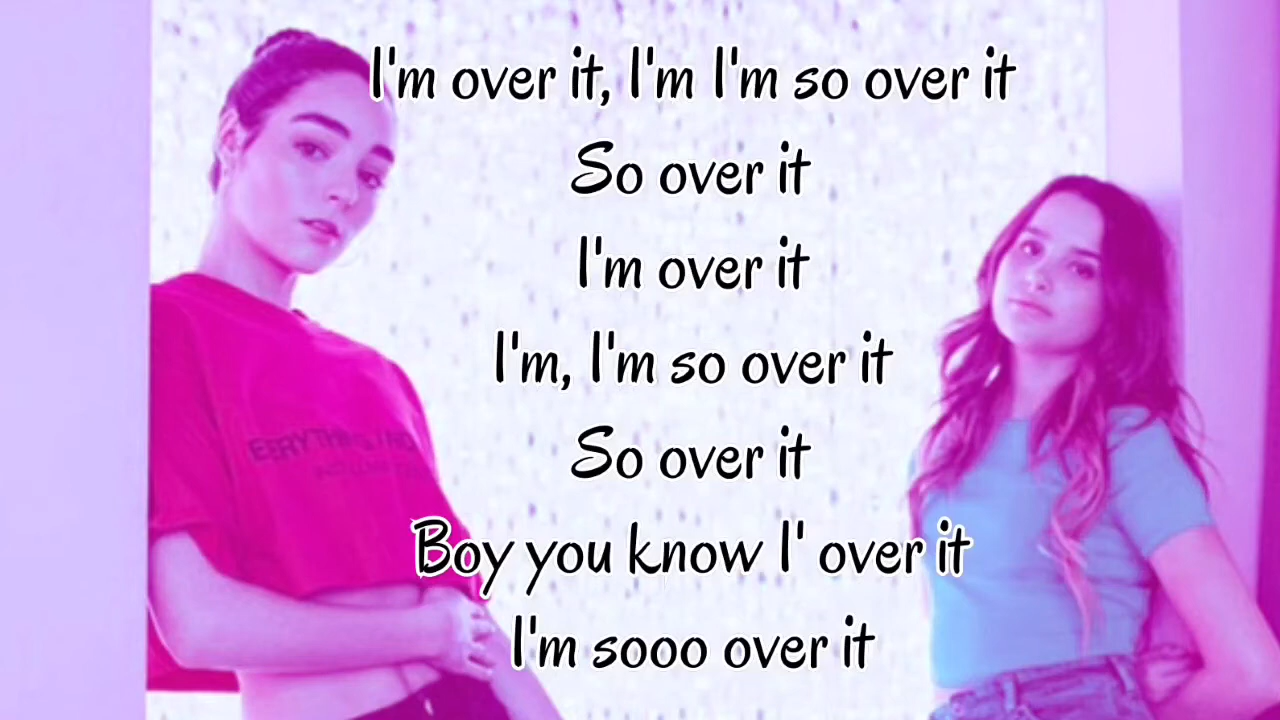 I'm over it, I'm I'm so over it
So over it
I'm over it
I'm, I'm so over it
So over it
Boy you know I' over it
I'm sooo over it